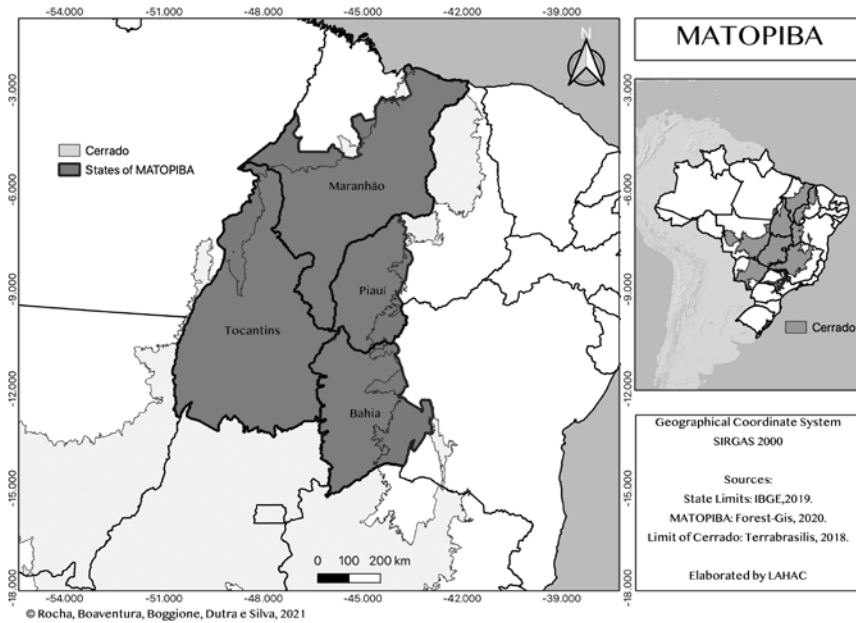 -54.000 -51.000 -48.000 -45.000 -42.000 -39.000
-3.000
-6.000
-9.000
-12.000
-15.000
-18.000
N
Cerrado
States of MATOPIBA
Maranhão
Piauí
Tocantins
Bahia
0 100 200 km
-54.000 -51.000 -48.000 -45.000 -42.000 -39.000
© Rocha, Boaventura, Boggione, Dutra e Silva, 2021
-3.000
-6.000
-9.000
-12.000
-15.000
-18.000
MATOPIBA
Cerrado
Geographical Coordinate System
SIRGAS 2000
Sources:
State Limits: IBGE,2019.
MATOPIBA: Forest-Gis, 2020.
Limit of Cerrado: Terrabrasilis, 2018.
Elaborated by LAHAC